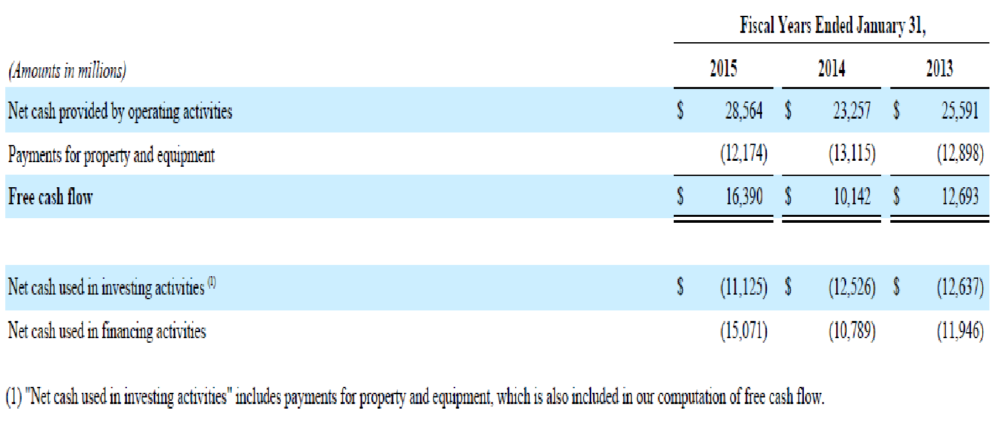 Fiscal Years Ended January 31,
(Amounts in millions) 2015 2014 2013
Net cash provided by operating activities $ 28,564 $ 23,257 $ 25,591
Payments for property and equipment (12,174) (13,115) (12,898)
Free cash flow $ 16,390 $ 10,142 $ 12,693
Net cash used in investing activities (1) $ (11,125) $ (12,526) $ (12,637)
Net cash used in financing activities (15,071) (10,789) (11,946)
(1) "Net cash used in investing activities" includes payments for property and equipment, which is also included in our computation of free cash flow.